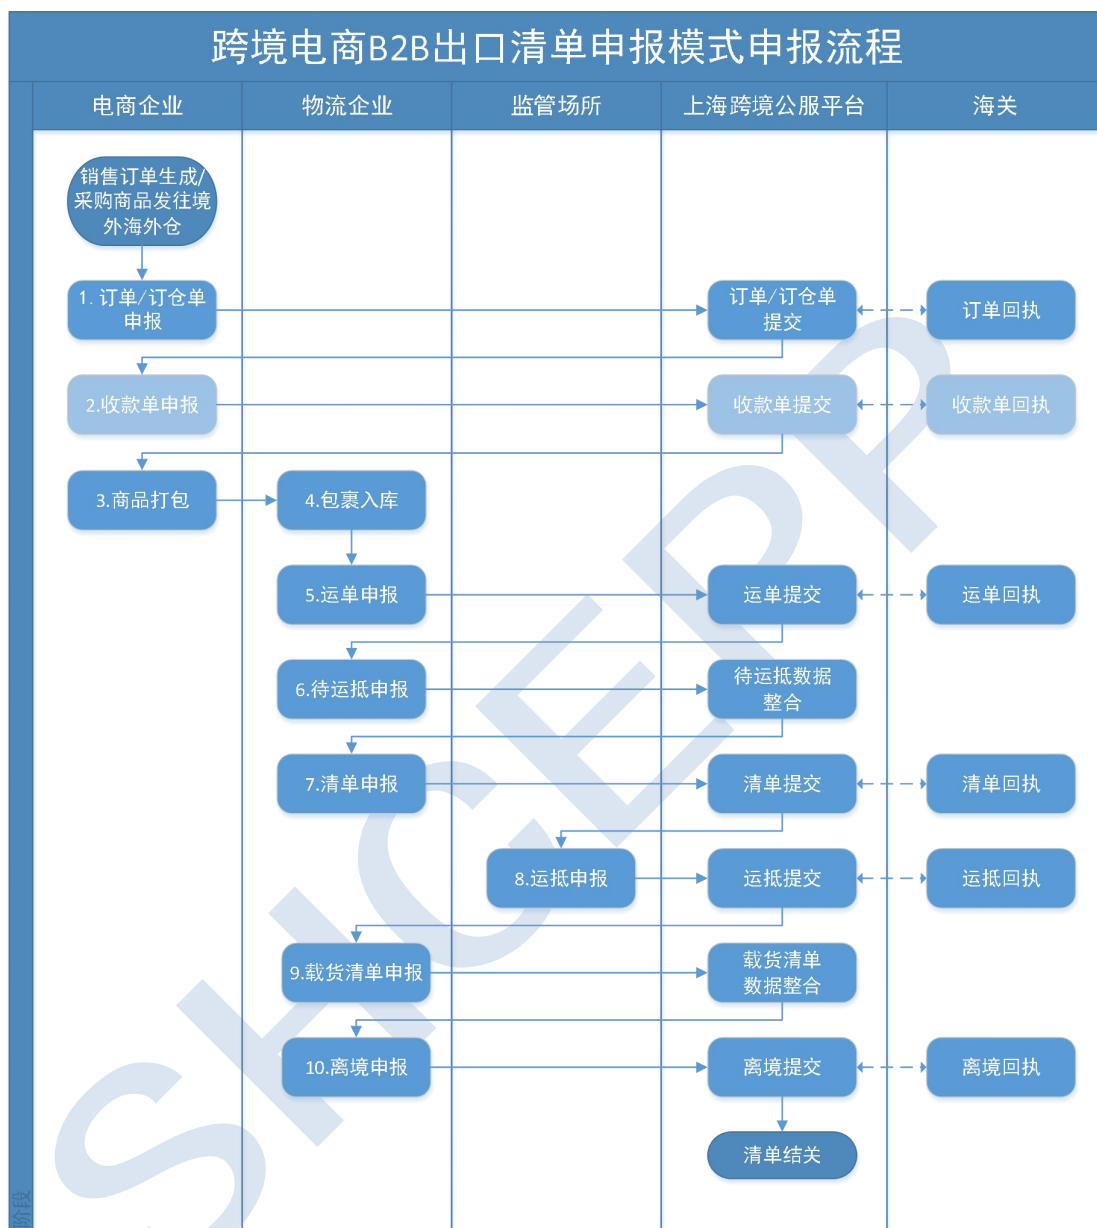 跨境电商B2B出口清单申报模式申报流程
电商企业
物流企业
监管场所
上海跨境公服平台
海关
销售订单生成/
采购商品发往境
外海外仓
1. 订单/订仓单
申报
订单/订仓单
提交
订单回执
2.收款单申报
收款单提交
收款单回执
3.商品打包
4.包裹入库
5.运单申报
运单提交
运单回执
6.待运抵申报
待运抵数据
整合
7.清单申报
清单提交
清单回执
8.运抵申报
运抵提交
运抵回执
9.载货清单申报
载货清单
数据整合
10.离境申报
离境提交
离境回执
清单结关
阶段
SHCEPP